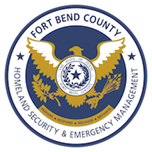 FORT BEND COUNTY
HOMELAND SECURITY & EMERGENCY MANAGEMENT